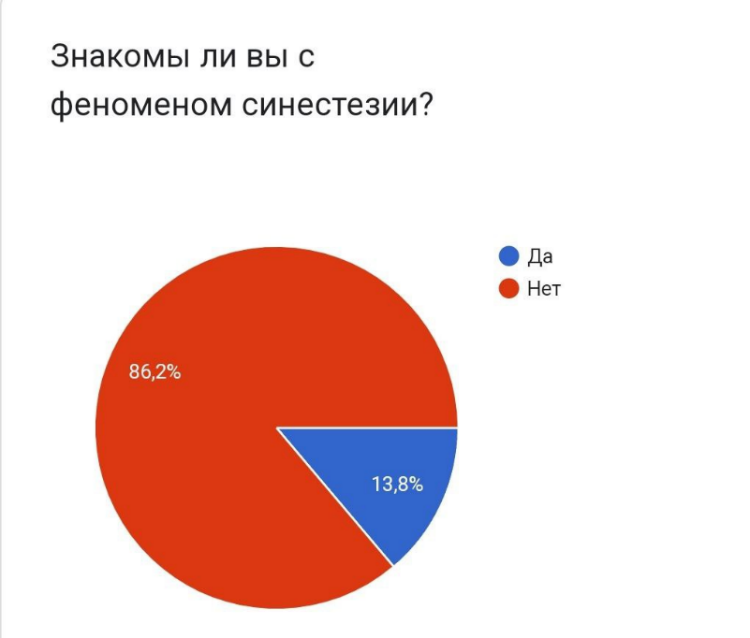 Знакомы ли вы с
феноменом синестезии?
Да
Нет
86,2%
13,8%